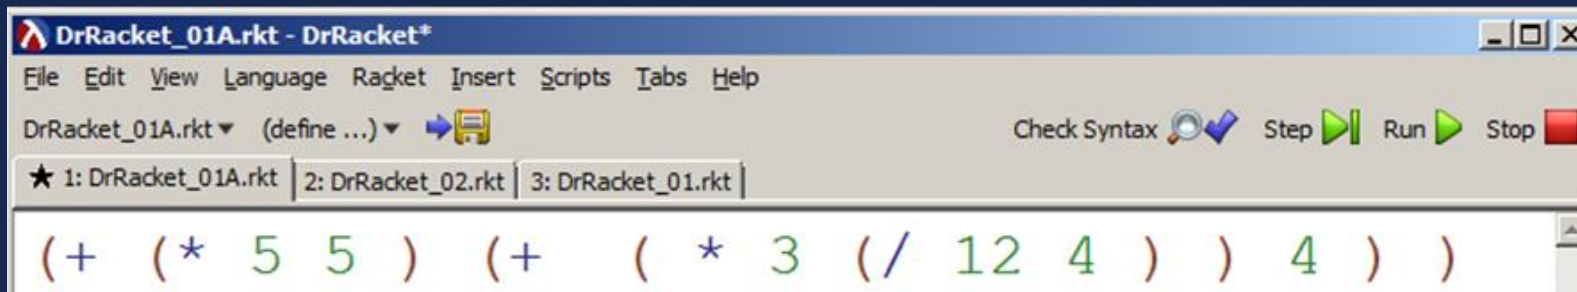 DrRacket_01A.rkt - DrRacket*
File Edit View Language Racket Insert Scripts Tabs Help
DrRacket_01A.rkt (define ...) Check Syntax Step Run Stop
★ 1: DrRacket_01A.rkt 2: DrRacket_02.rkt 3: DrRacket_01.rkt
(+ (* 5 5 ) (+ ( * 3 (/ 12 4 ) ) 4 ) )